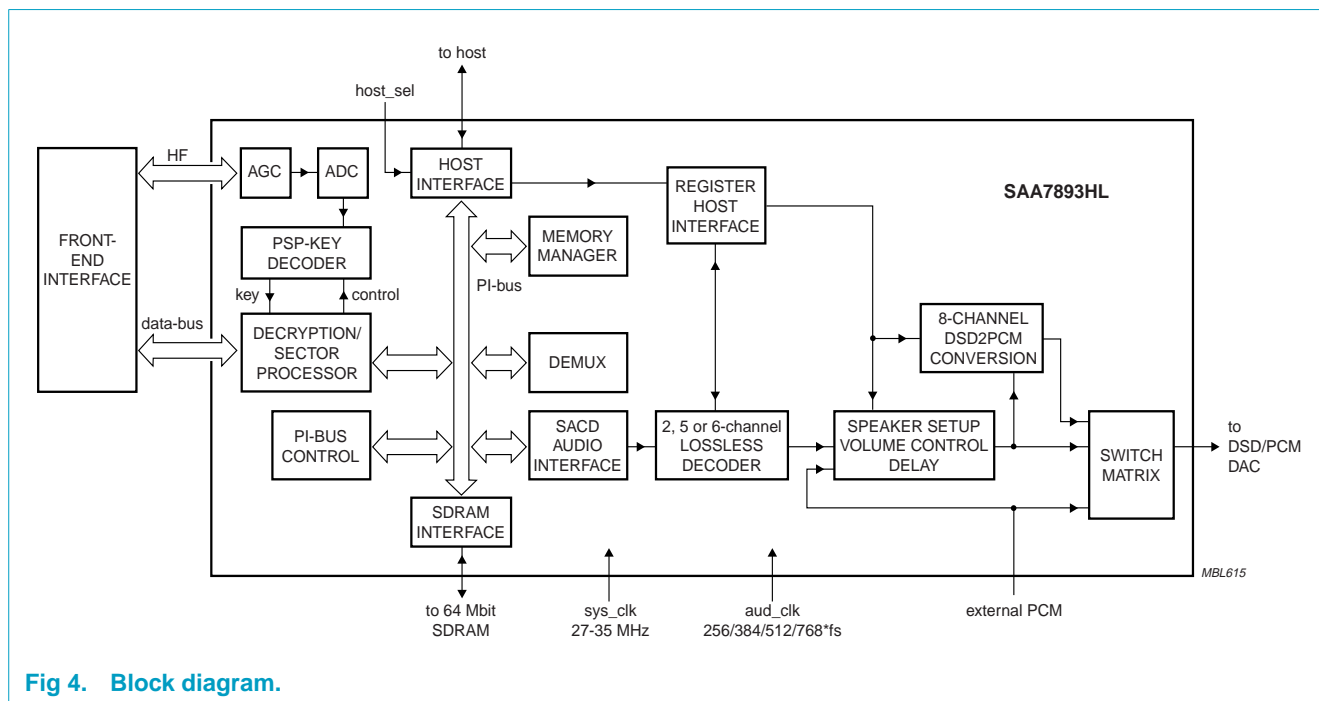 to host
host_sel
HF
AGC
ADC
HOST
INTERFACE
REGISTER
HOST
INTERFACE
SAA7893HL
FRONT-
END
INTERFACE
PSP-KEY
DECODER
MEMORY
MANAGER
key
control
PI-bus
data-bus
DECRYPTION/
SECTOR
PROCESSOR
DEMUX
8-CHANNEL
DSD2PCM
CONVERSION
PI-BUS
CONTROL
SACD
AUDIO
INTERFACE
2, 5 or 6-channel
LOSSLESS
DECODER
SPEAKER SETUP
VOLUME CONTROL
DELAY
SWITCH
MATRIX
to
DSD/PCM
DAC
SDRAM
INTERFACE
MBL615
to 64 Mbit
SDRAM
sys_clk
27-35 MHz
aud_clk
256/384/512/768*fs
external PCM
Fig 4. Block diagram.